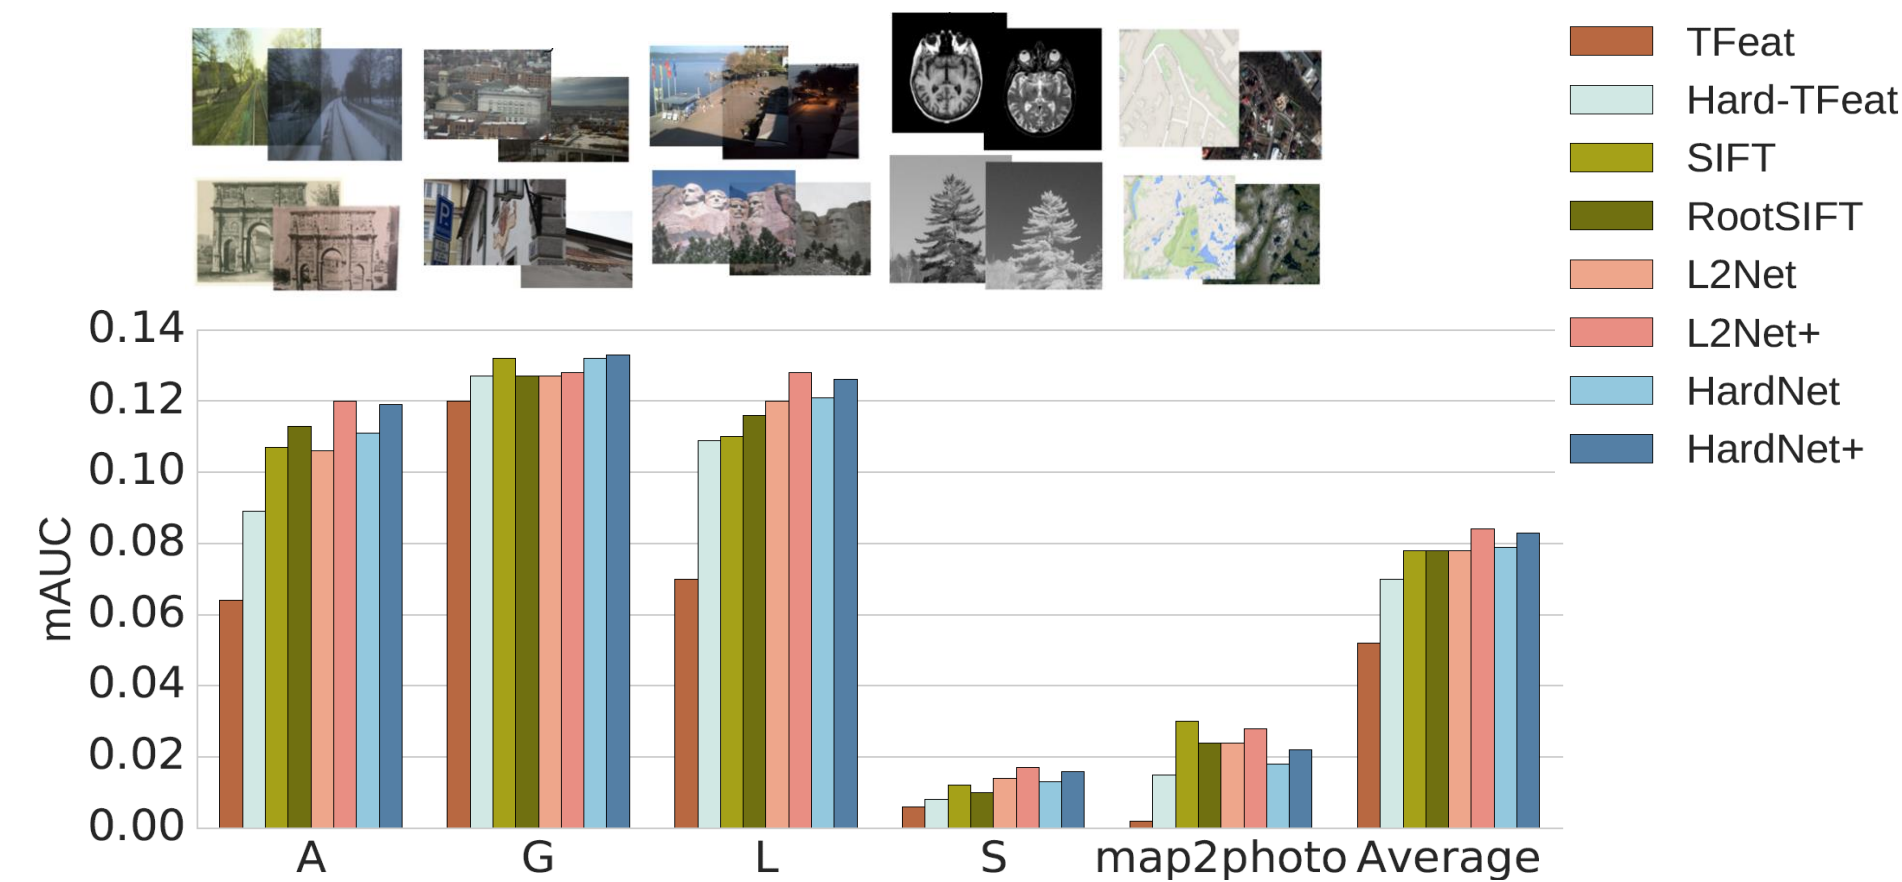 TFeat
Hard-TFeat
SIFT
RootSIFT
L2Net
L2Net+
HardNet
HardNet+
mAUC
0.14
0.12
0.10
0.08
0.06
0.04
0.02
0.00
A G L S map2photo Average
P